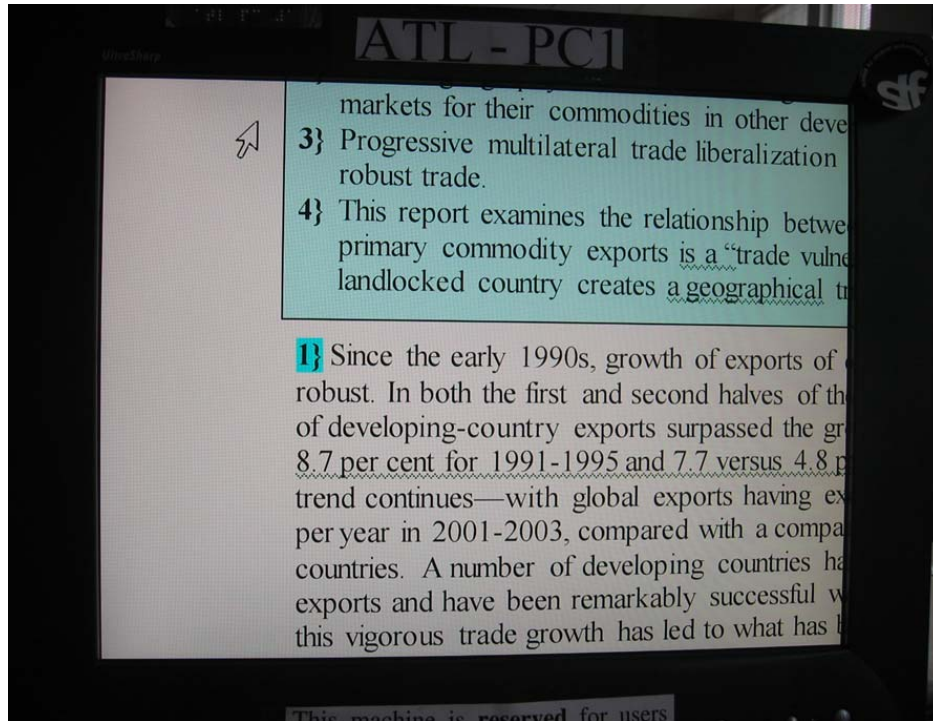 ATL - PC1
UltraSharp
slf
markets for their commodities in other deve
3} Progressive multilateral trade liberalization
robust trade.
4} This report examines the relationship betwe
primary commodity exports is a “trade vulne
landlocked country creates a geographical tr
1} Since the early 1990s, growth of exports of
robust. In both the first and second halves of th
of developing-country exports surpassed the gr
8.7 per cent for 1991-1995 and 7.7 versus 4.8 p
trend continues—with global exports having ex
per year in 2001-2003, compared with a compa
countries. A number of developing countries ha
exports and have been remarkably successful w
this vigorous trade growth has led to what has b
This machine is reserved for users